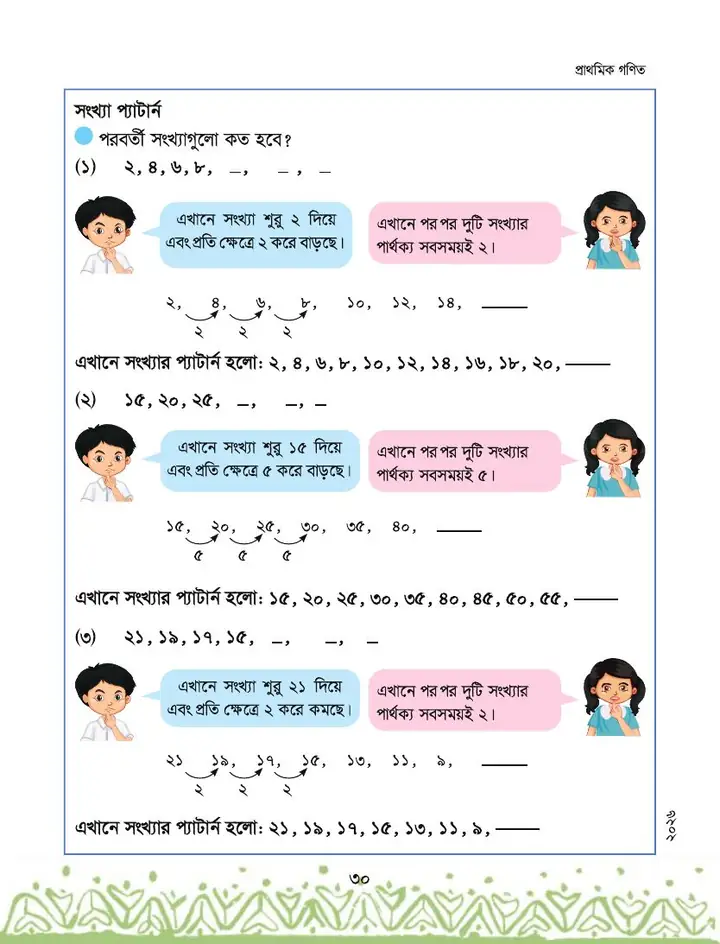 প্রাথমিক গণিত
সংখ্যা প্যাটার্ন
পরবর্তী সংখ্যাগুলো কত হবে?
(১) ২, ৪, ৬, ৮, _, _ , _
এখানে সংখ্যা শুরু ২ দিয়ে
এবং প্রতি ক্ষেত্রে ২ করে বাড়ছে।
এখানে পর পর দুটি সংখ্যার
পার্থক্য সবসময়ই ২।
২, ৪, ৬, ৮, ১০, ১২, ১৪, ____
২ ২ ২
এখানে সংখ্যার প্যাটার্ন হলো: ২, ৪, ৬, ৮, ১০, ১২, ১৪, ১৬, ১৮, ২০, ____
(২) ১৫, ২০, ২৫, _, _, _
এখানে সংখ্যা শুরু ১৫ দিয়ে
এবং প্রতি ক্ষেত্রে ৫ করে বাড়ছে।
এখানে পর পর দুটি সংখ্যার
পার্থক্য সবসময়ই ৫।
১৫, ২০, ২৫, ৩০, ৩৫, ৪০, ____
৫ ৫ ৫
এখানে সংখ্যার প্যাটার্ন হলো: ১৫, ২০, ২৫, ৩০, ৩৫, ৪০, ৪৫, ৫০, ৫৫, ____
(৩) ২১, ১৯, ১৭, ১৫, _, _, _
এখানে সংখ্যা শুরু ২১ দিয়ে
এবং প্রতি ক্ষেত্রে ২ করে কমছে।
এখানে পর পর দুটি সংখ্যার
পার্থক্য সবসময়ই ২।
২১ ১৯, ১৭, ১৫, ১৩, ১১, ৯, ____
২ ২ ২
এখানে সংখ্যার প্যাটার্ন হলো: ২১, ১৯, ১৭, ১৫, ১৩, ১১, ৯, ____
২০২৬
৩০